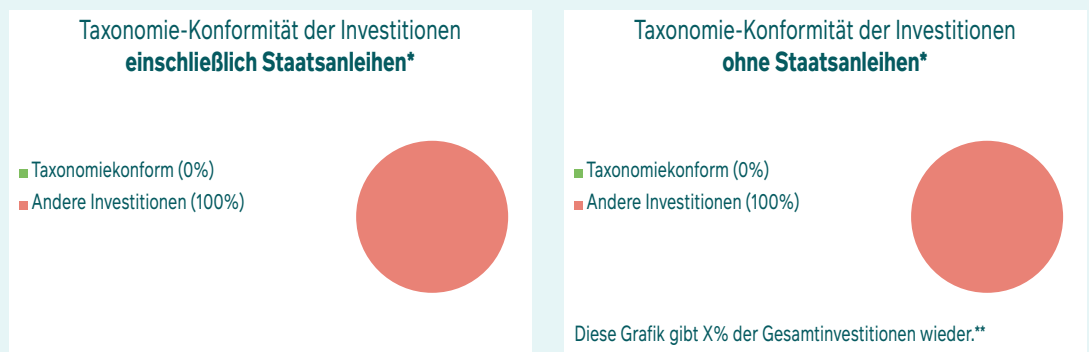 Taxonomie-Konformität der Investitionen
einschließlich Staatsanleihen*
Taxonomiekonform (0%)
Andere Investitionen (100%)
Taxonomie-Konformität der Investitionen
ohne Staatsanleihen*
Taxonomiekonform (0%)
Andere Investitionen (100%)
Diese Grafik gibt X% der Gesamtinvestitionen wieder.**